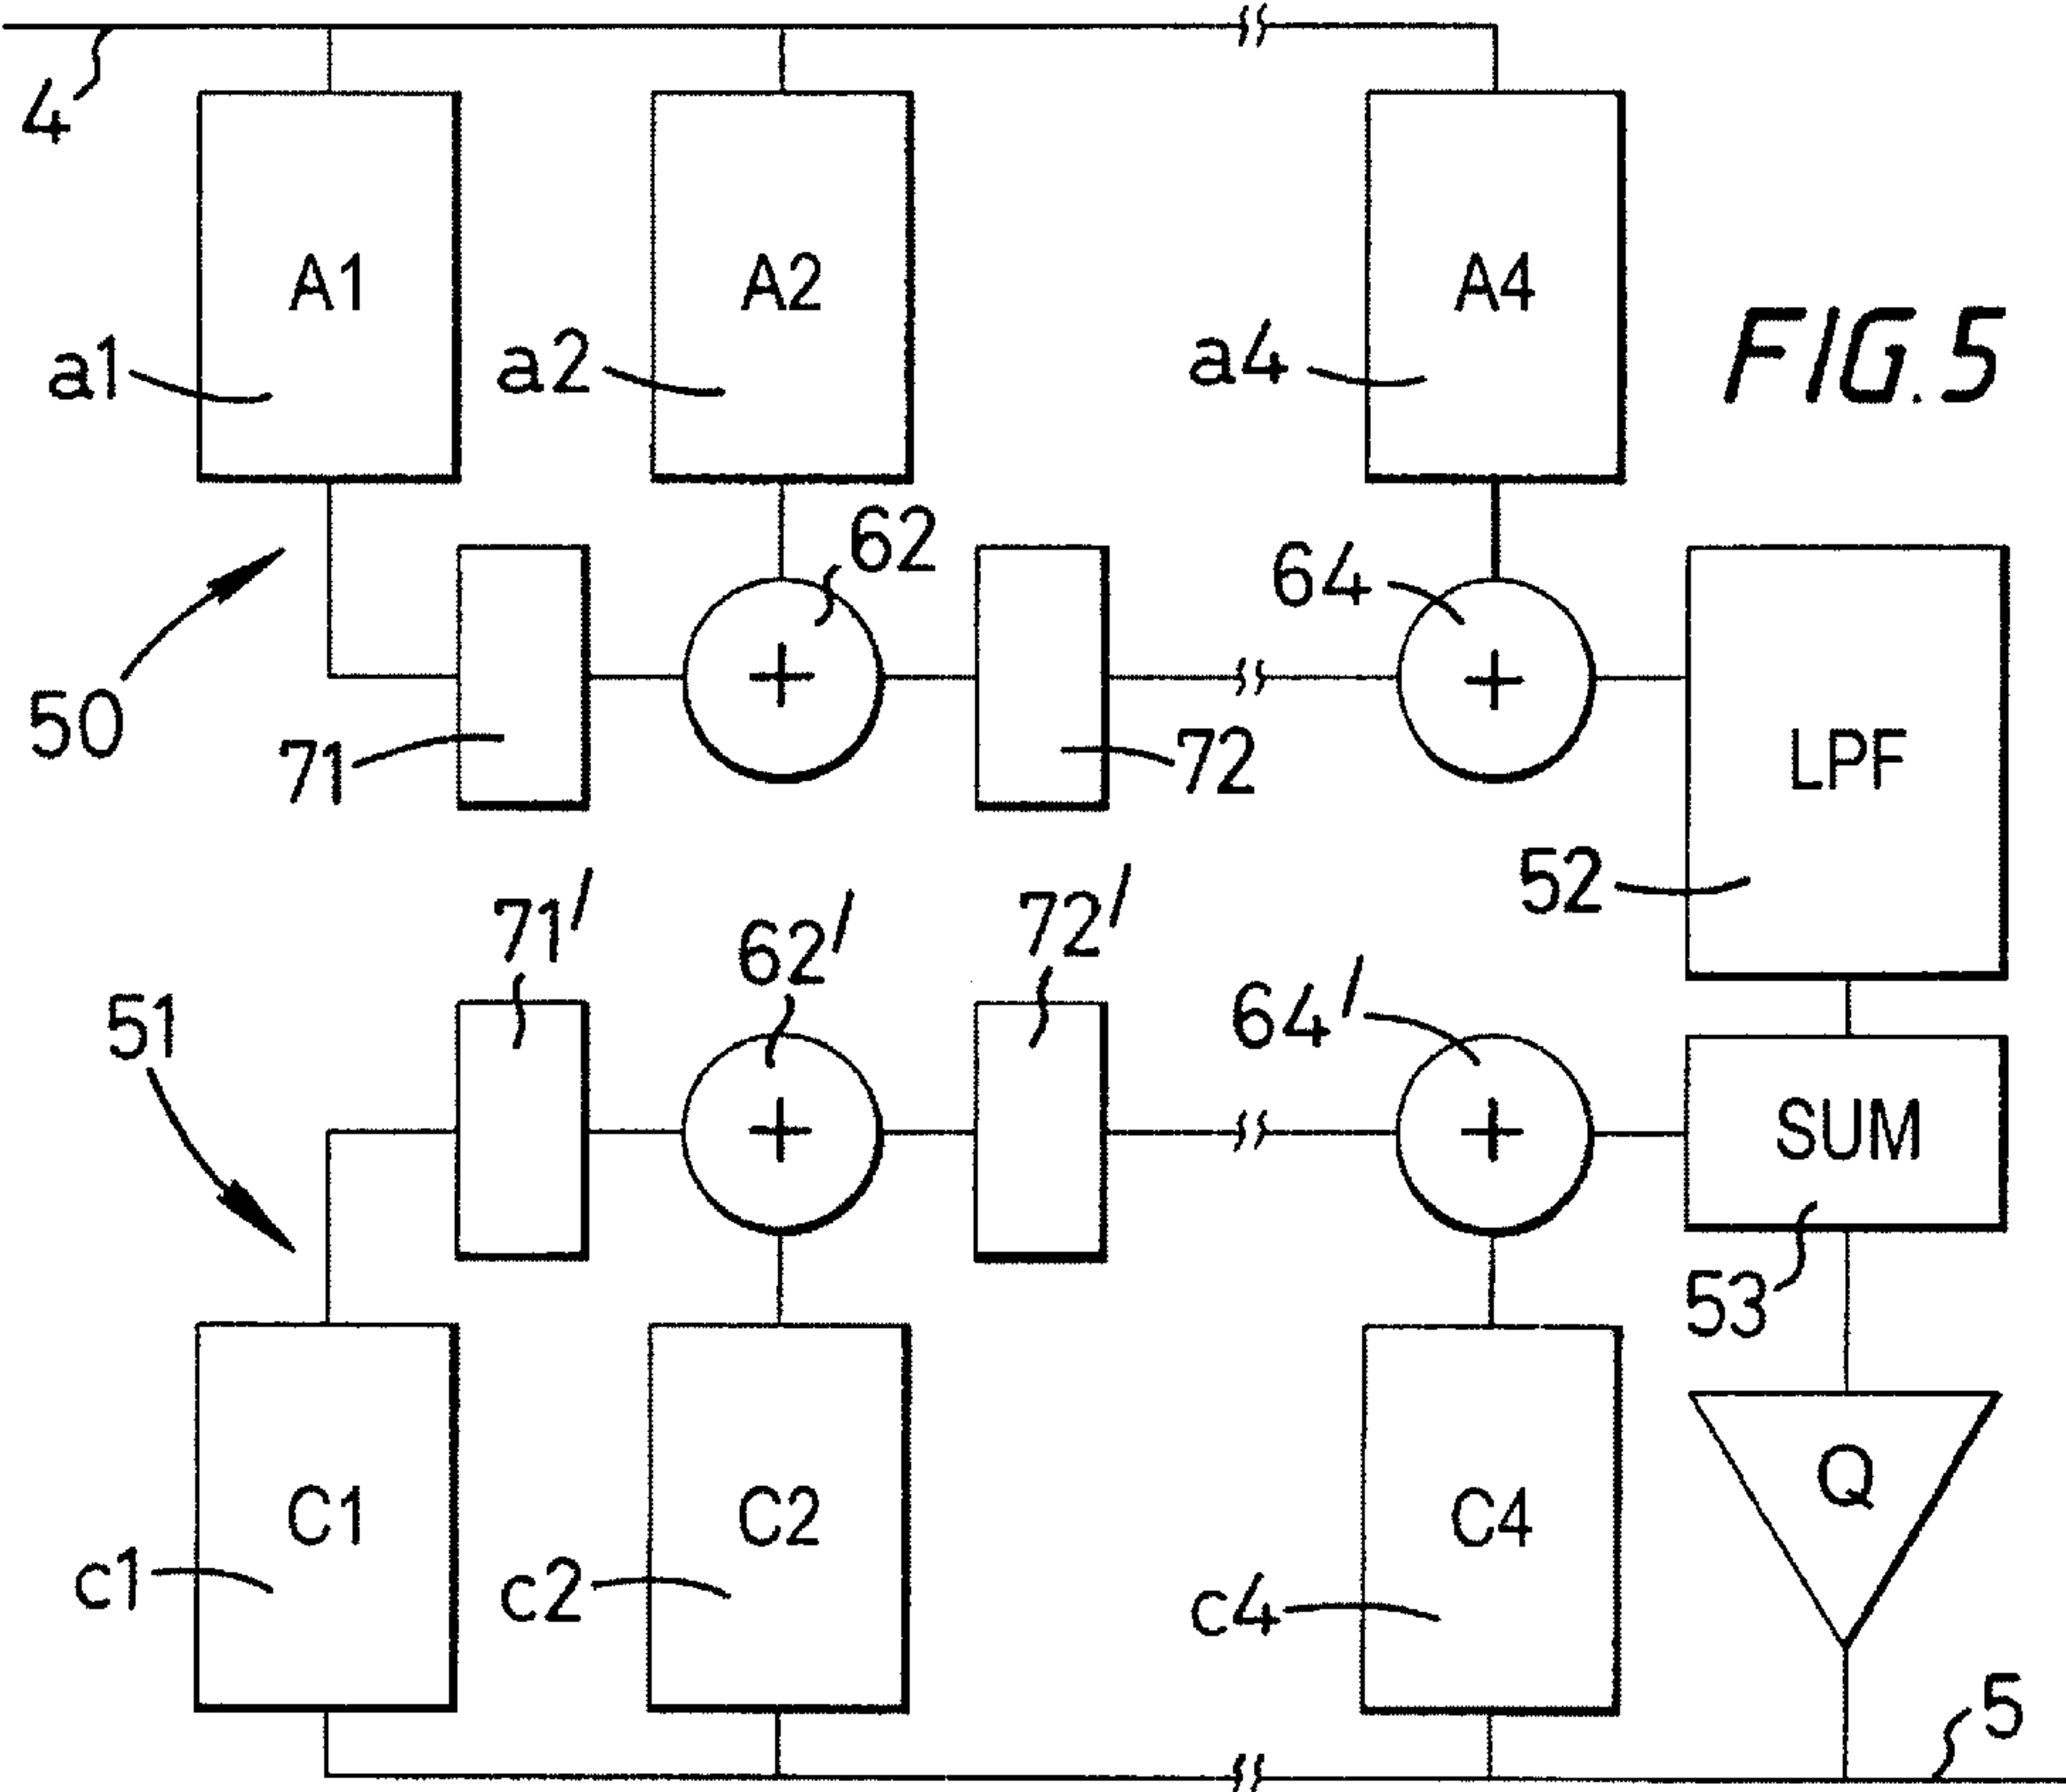 4
A1
A2
A4
a1
a2
a4
FIG.5
62
64
50
71
72
LPF
52
71′
62′
72′
64′
51
SUM
53
C1
C2
C4
Q
c1
c2
c4
5